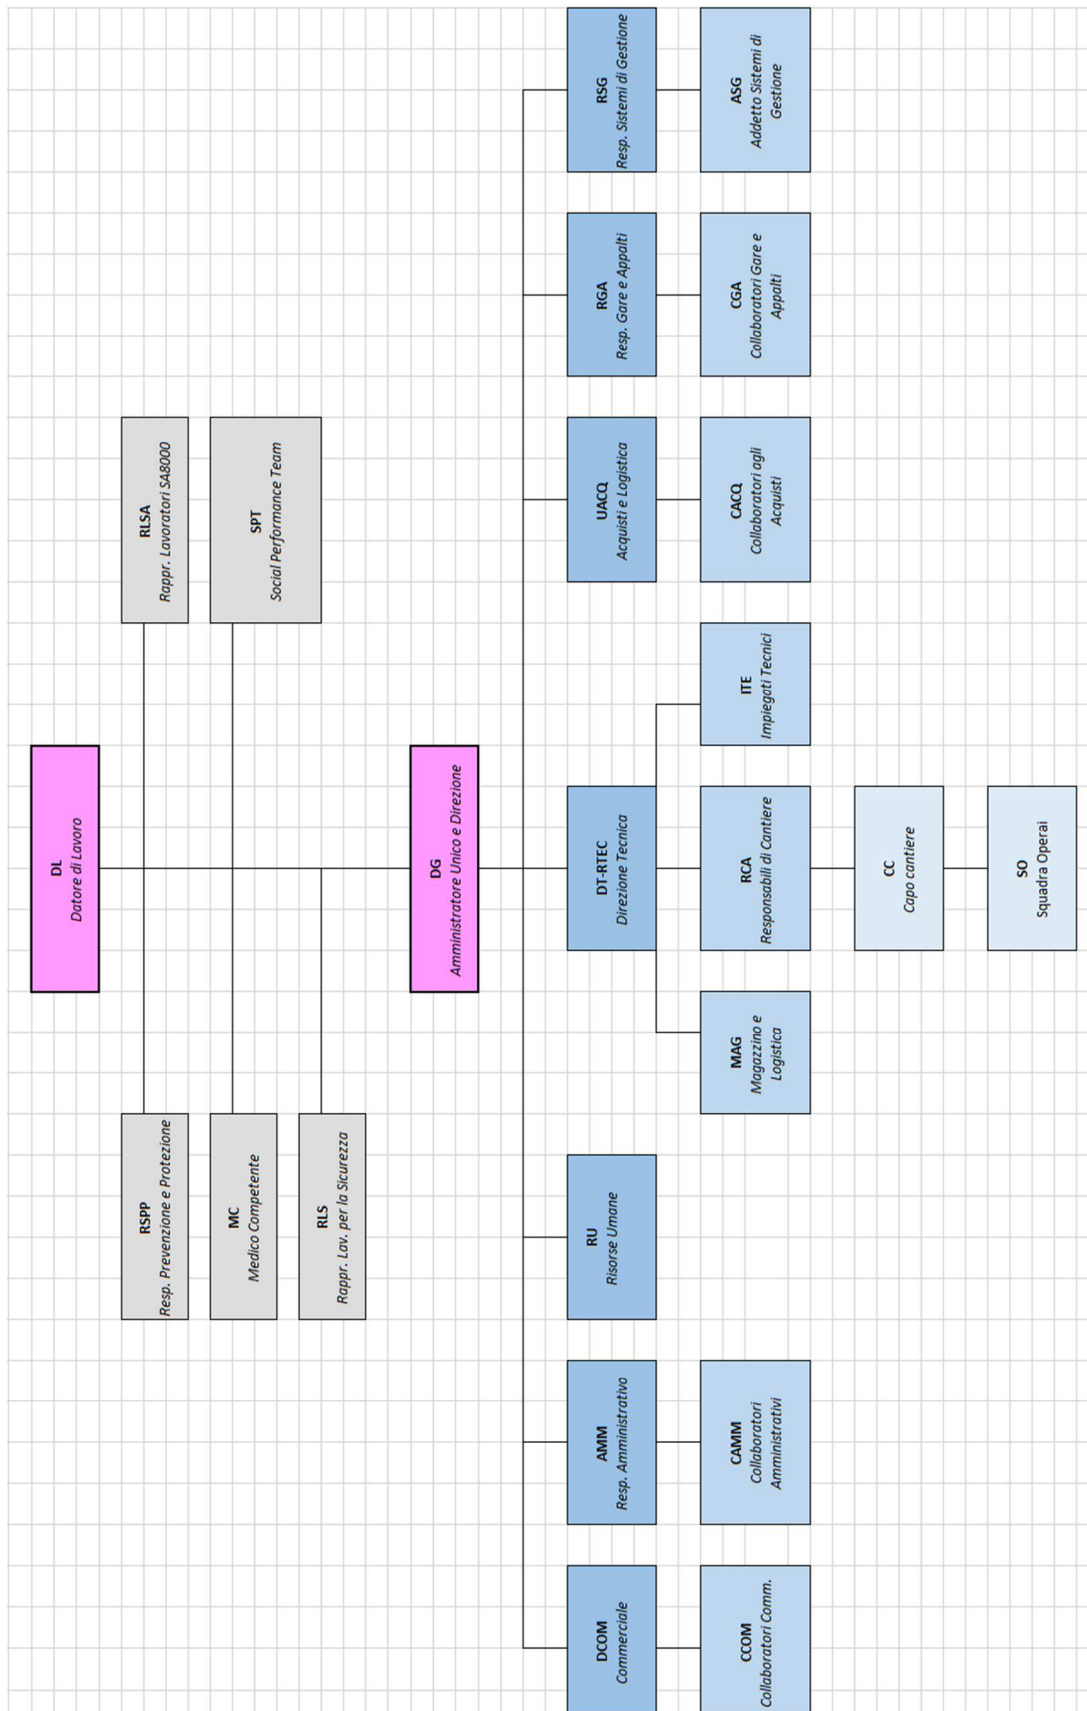 DL
Datore di Lavoro
RSPP
Resp. Prevenzione e Protezione
RLSA
Rappr. Lavoratori SA8000
MC
Medico Competente
SPT
Social Performance Team
RLS
Rappr. Lav. per la Sicurezza
DG
Amministratore Unico e Direzione
DCOM
Commerciale
AMM
Resp. Amministrativo
RU
Risorse Umane
DT-RTEC
Direzione Tecnica
UACQ
Acquisti e Logistica
RGA
Resp. Gare e Appalti
RSG
Resp. Sistemi di Gestione
CCOM
Collaboratori Comm.
CAMM
Collaboratori
Amministrativi
MAG
Magazzino e
Logistica
RCA
Responsabili di Cantiere
ITE
Impiegati Tecnici
CACQ
Collaboratori agli
Acquisti
CGA
Collaboratori Gare e
Appalti
ASG
Addetto Sistemi di
Gestione
CC
Capo cantiere
SO
Squadra Operai